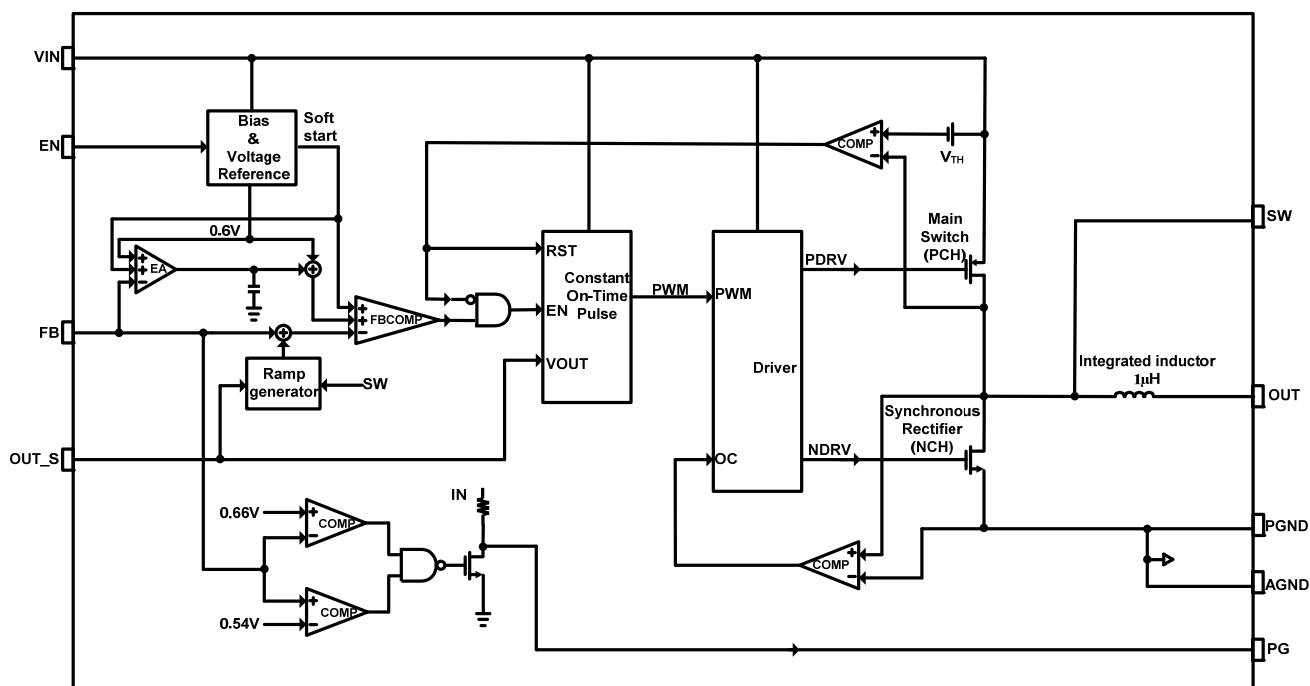 VIN
EN
FB
OUT_S
Bias
&
Voltage
Reference
Soft
start
0.6V
+
+
−
EA
+
+
+
+
−
FBCOMP
Ramp
generator
SW
RST
Constant
On-Time
Pulse
EN
VOUT
PWM
PWM
Driver
OC
PDRV
NDRV
COMP
+
−
VTH
Main
Switch
(PCH)
Synchronous
Rectifier
(NCH)
Integrated inductor
1μH
SW
OUT
PGND
AGND
PG
0.66V
+
−
COMP
0.54V
+
−
COMP
IN
COMP
+
−